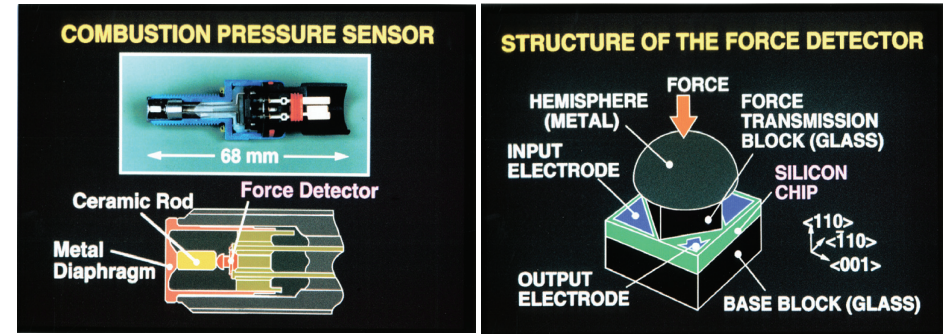 COMBUSTION PRESSURE SENSOR
68 mm
Ceramic Rod
Force Detector
Metal
Diaphragm
STRUCTURE OF THE FORCE DETECTOR
FORCE
HEMISPHERE
(METAL)
FORCE
TRANSMISSION
BLOCK (GLASS)
INPUT
ELECTRODE
SILICON
CHIP
<110>
<1̄10>
<001>
OUTPUT
ELECTRODE
BASE BLOCK (GLASS)